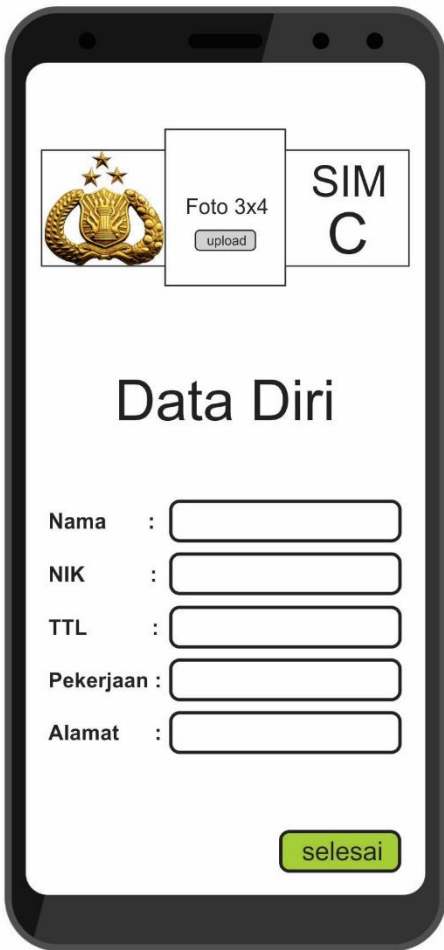 Foto 3x4
upload
SIM
C
Data Diri
Nama :
NIK :
TTL :
Pekerjaan :
Alamat :
selesai